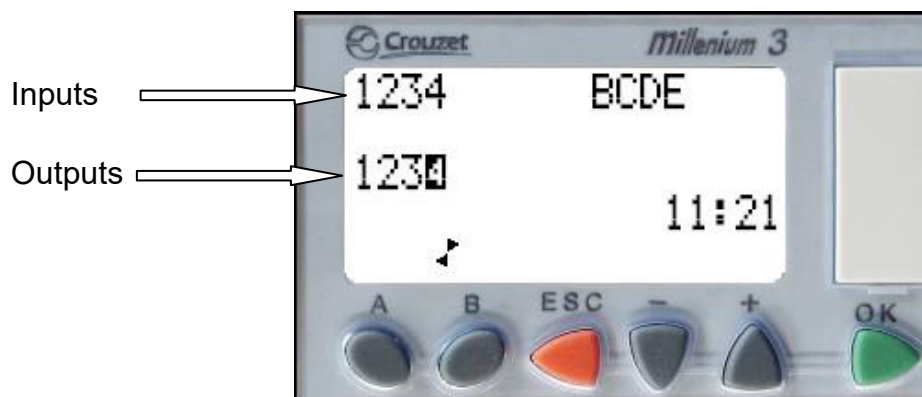 Crouzet Millenium 3
Inputs 1234 BCDE
Outputs 1234
11:21
A B ESC - + OK